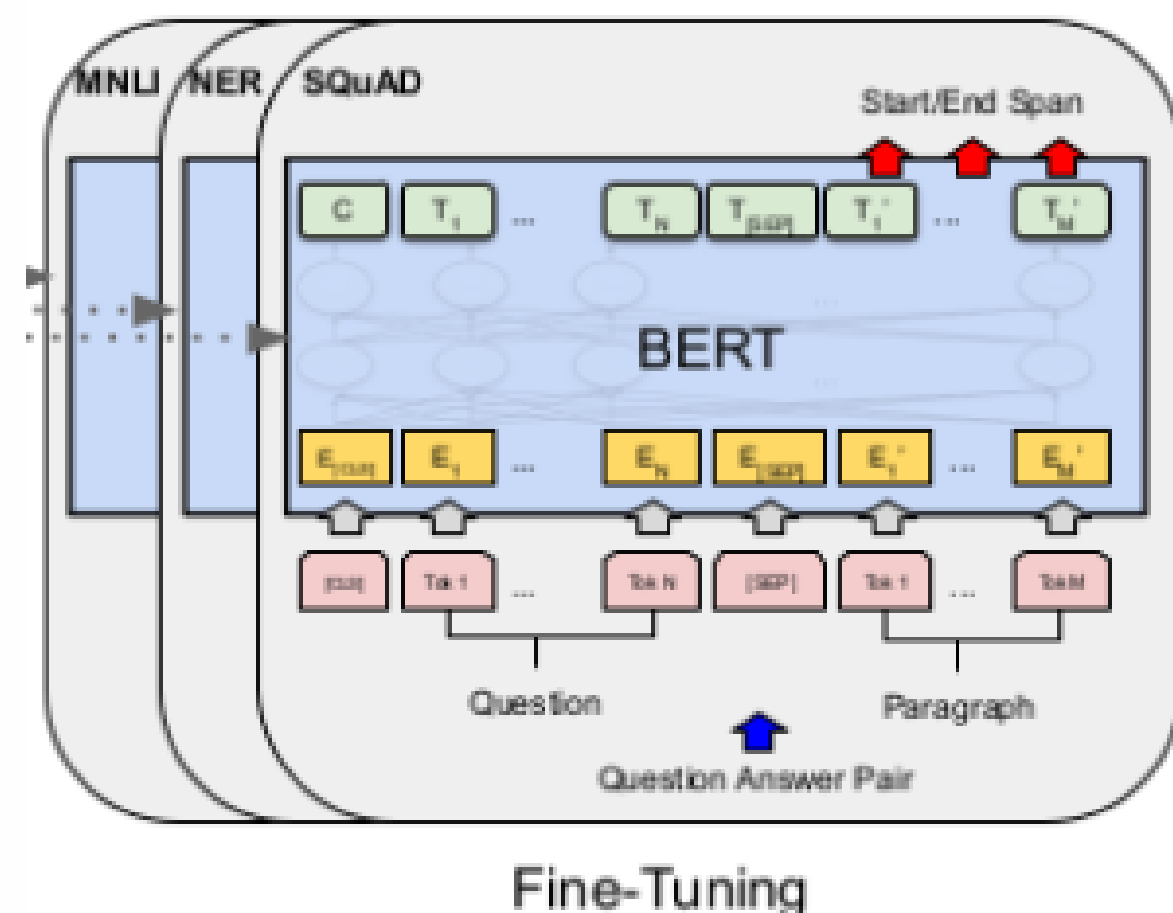 MNLI NER SQuAD
Start/End Span
C T1 ... TN T[SEP] T1' ... TM'
...
BERT
...
E[CLS] E1 ... EN E[SEP] E1' ... EM'
[CLS] Tok 1 ... Tok N [SEP] Tok 1 ... TokM
Question Paragraph
Question Answer Pair
Fine-Tuning